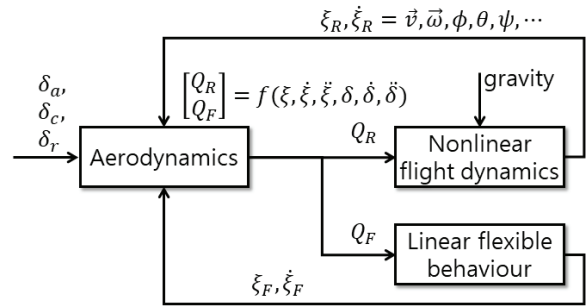 ξ_R, ξ̇_R = v⃗, ω⃗, ϕ, θ, ψ, ⋯
δ_a,
δ_c,
δ_r
[Q_R Q_F] = f(ξ, ξ̇, ξ̈, δ, δ̇, δ̈)
gravity
Aerodynamics
Q_R
Nonlinear
flight dynamics
Q_F
Linear flexible
behaviour
ξ_F, ξ̇_F